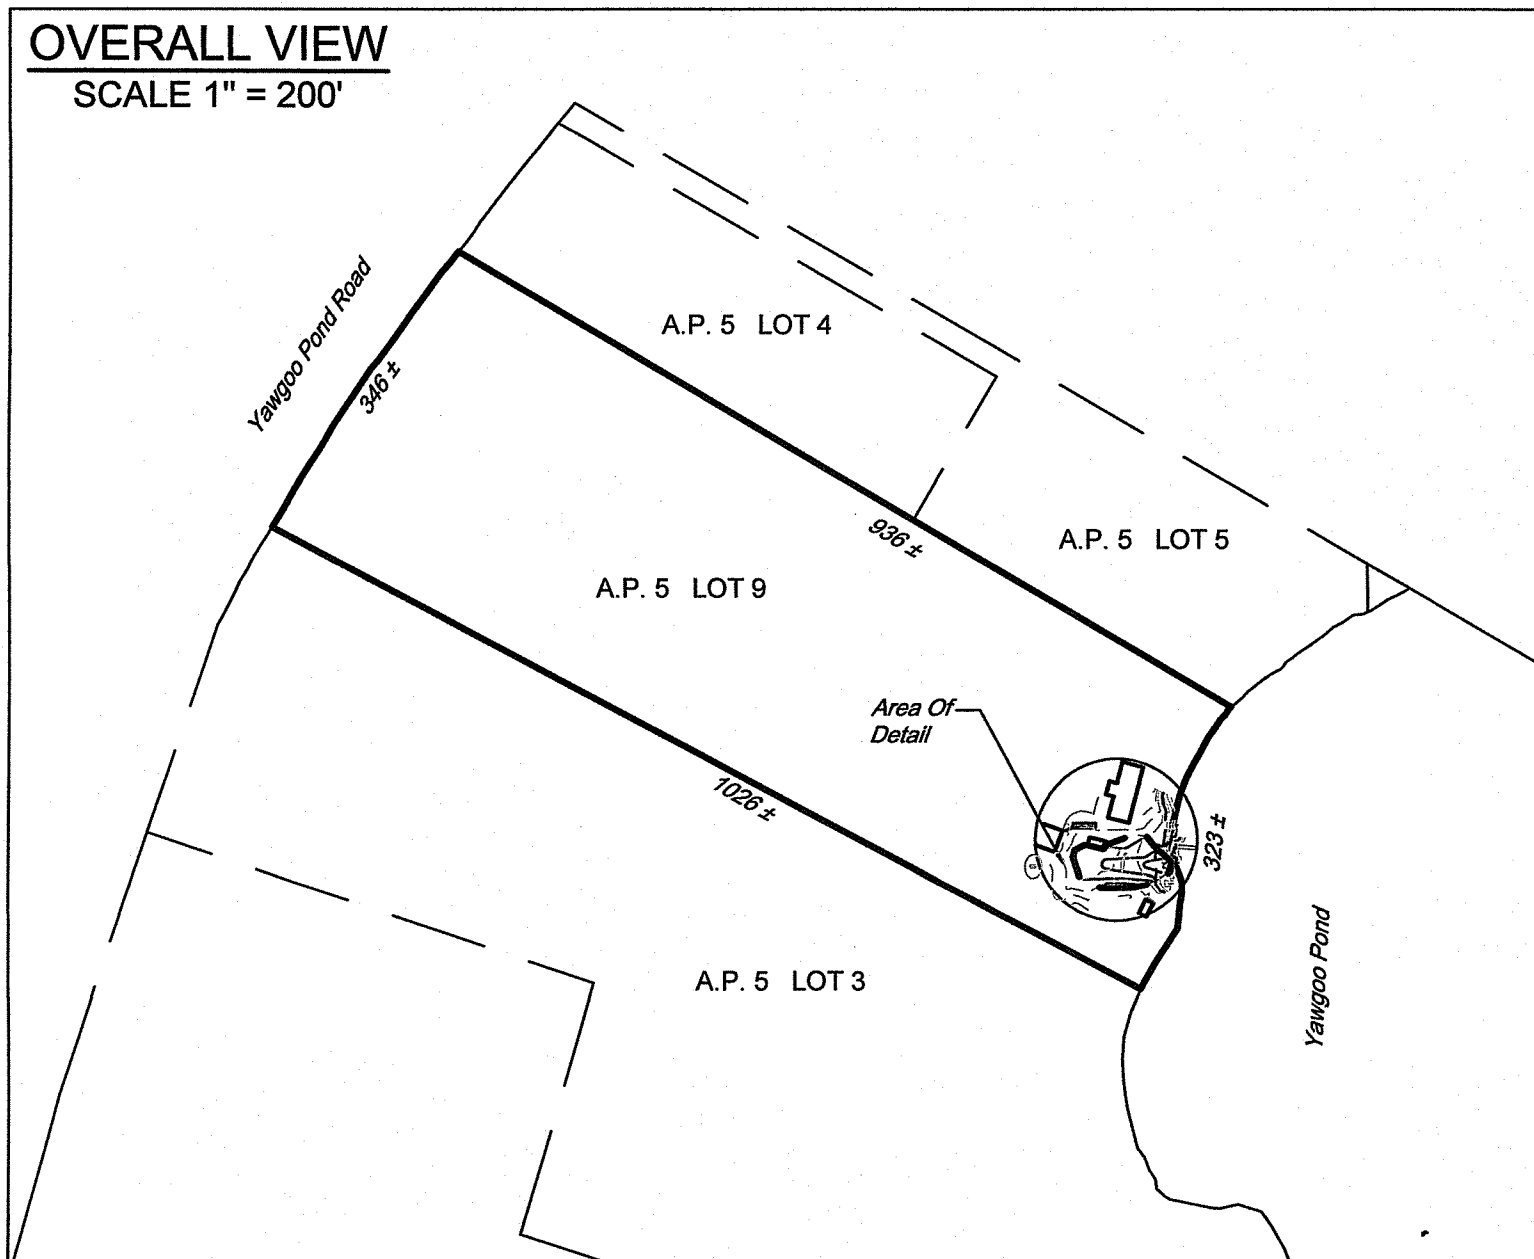 OVERALL VIEW
SCALE 1" = 200'
Yawgoo Pond Road
346 ±
A.P. 5 LOT 4
936 ±
A.P. 5 LOT 5
A.P. 5 LOT 9
Area Of
Detail
1026 ±
323 ±
A.P. 5 LOT 3
Yawgoo Pond